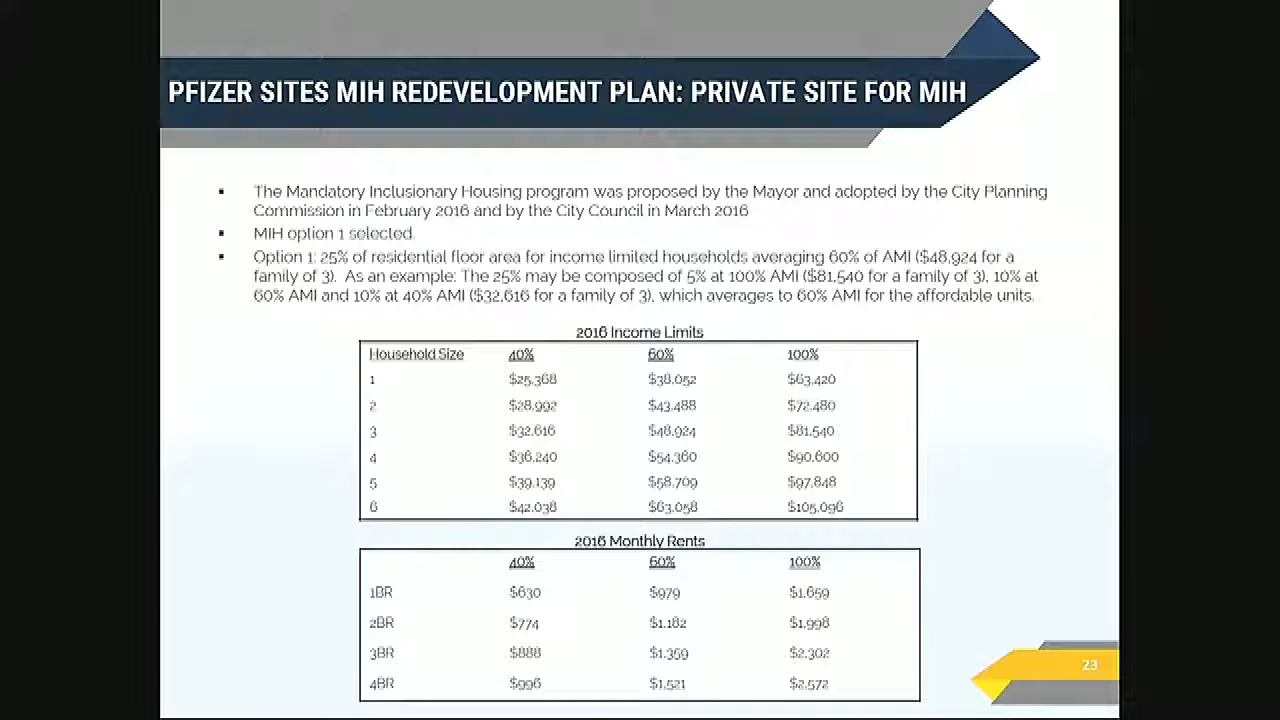 PFIZER SITES MIH REDEVELOPMENT PLAN: PRIVATE SITE FOR MIH
▪ The Mandatory Inclusionary Housing program was proposed by the Mayor and adopted by the City Planning
Commission in February 2016 and by the City Council in March 2016
▪ MIH option 1 selected.
▪ Option 1: 25% of residential floor area for income limited households averaging 60% of AMI ($48,924 for a
family of 3). As an example: The 25% may be composed of 5% at 100% AMI ($81,540 for a family of 3), 10% at
60% AMI and 10% at 40% AMI ($32,616 for a family of 3), which averages to 60% AMI for the affordable units.
2016 Income Limits
Household Size 40% 60% 100%
1 $25,368 $38,052 $63,420
2 $28,992 $43,488 $72,480
3 $32,616 $48,924 $81,540
4 $36,240 $54,360 $90,600
5 $39,139 $58,709 $97,848
6 $42,038 $63,058 $105,096
2016 Monthly Rents
40% 60% 100%
1BR $630 $979 $1,659
2BR $774 $1,182 $1,998
3BR $888 $1,359 $2,302
4BR $996 $1,521 $2,572
23